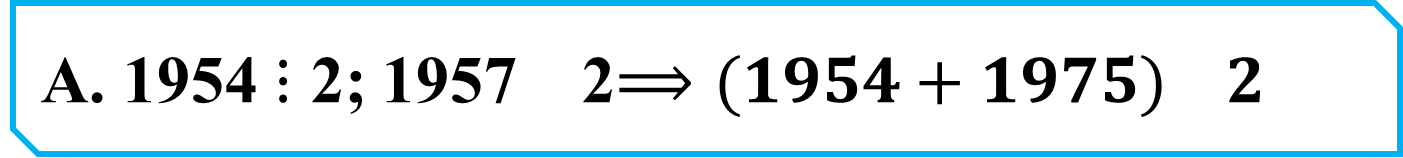 A. 1954 ⋮ 2; 1957 2⟹ (1954 + 1975) 2